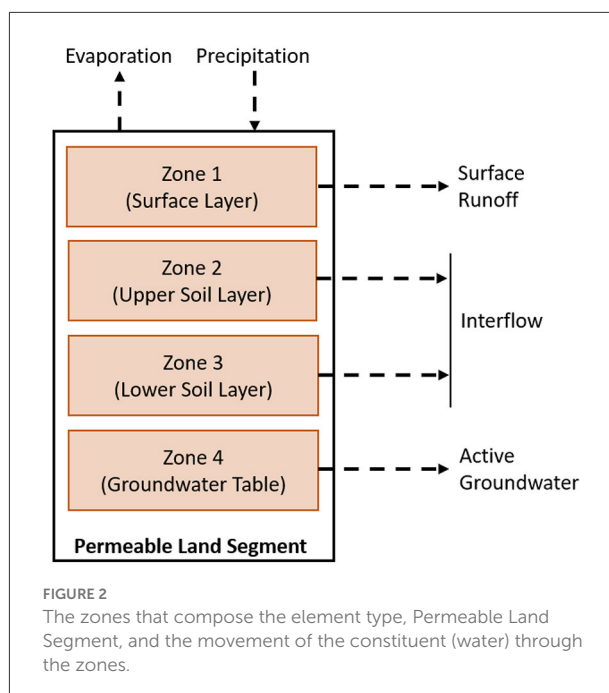 Evaporation Precipitation
Zone 1
(Surface Layer)
Surface
Runoff
Zone 2
(Upper Soil Layer)
Interflow
Zone 3
(Lower Soil Layer)
Zone 4
(Groundwater Table)
Active
Groundwater
Permeable Land Segment
FIGURE 2
The zones that compose the element type, Permeable Land
Segment, and the movement of the constituent (water) through
the zones.